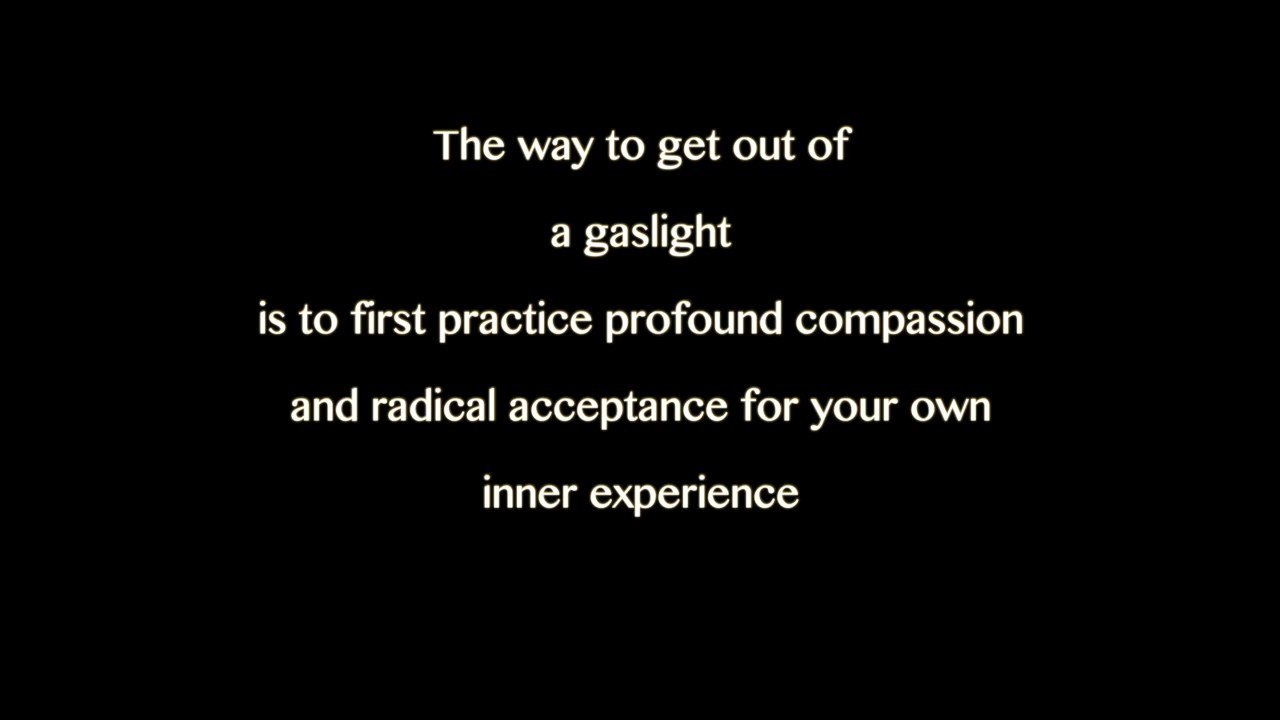 The way to get out of
a gaslight
is to first practice profound compassion
and radical acceptance for your own
inner experience